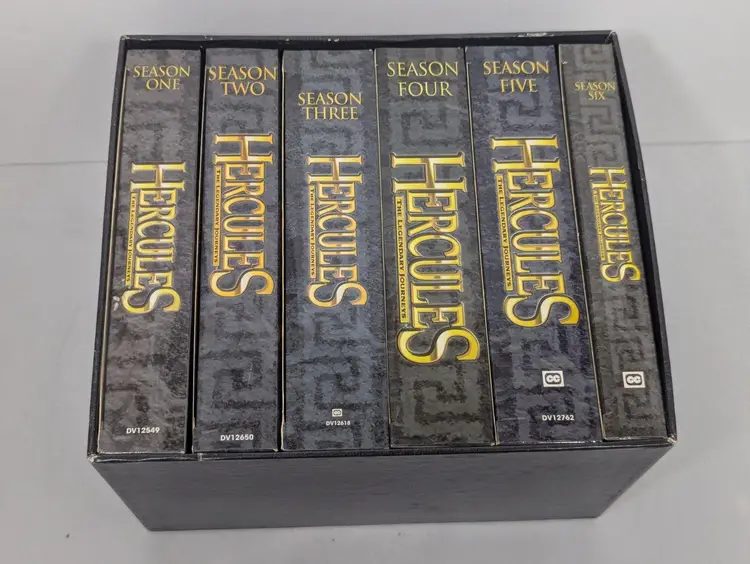 SEASON
ONE
HERCULES
THE LEGENDARY JOURNEYS
DV12549
SEASON
TWO
HERCULES
THE LEGENDARY JOURNEYS
DV12650
SEASON
THREE
HERCULES
THE LEGENDARY JOURNEYS
CC
DV12618
SEASON
FOUR
HERCULES
THE LEGENDARY JOURNEYS
SEASON
FIVE
HERCULES
THE LEGENDARY JOURNEYS
CC
DV12762
SEASON
SIX
HERCULES
CC